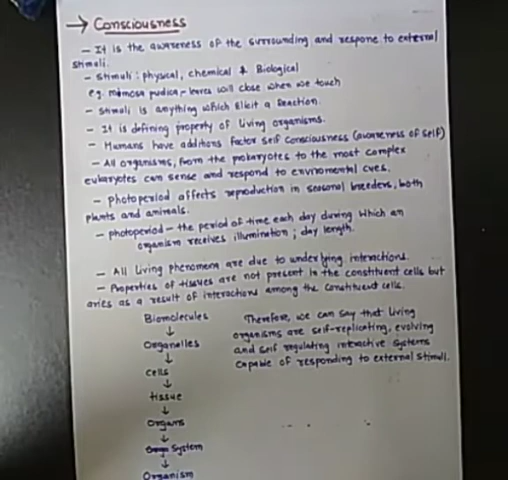 → Consciousness
- It is the awareness of the surrounding and respone to external
stimuli.
- Stimuli: physical, chemical & Biological
e.g. mimosa pudica - leaves will close when we touch
- Stimuli is anything which elicit a reaction.
- It is defining property of living organisms.
- Humans have additions factor self consciousness (awareness of self)
- All organisms, from the prokaryotes to the most complex
eukaryotes can sense and respond to enviromental cues.
- photoperiod affects reproduction in seasonal breeders, both
plants and animals.
- photoperiod - the period of time each day during which an
organism receives illumination; day length.
- All living phenomena are due to underlying interactions.
- Properties of tissues are not present in the constituent cells but
aries as a result of interactions among the constituent cells.
Biomolecules
↓
Organelles
↓
cells
↓
tissue
↓
Organs
↓
System
↓
Organism
Therefore, we can say that living
organisms are self-replicating, evolving
and self regulating interactive systems
capable of responding to external stimuli.